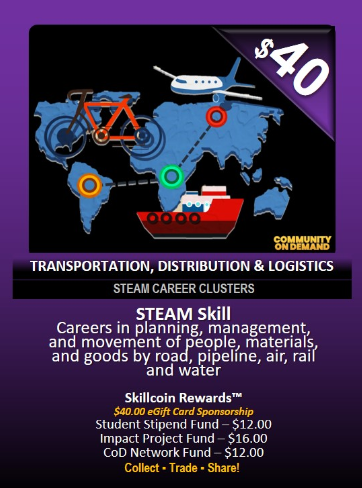 $40
COMMUNITY
ON DEMAND
TRANSPORTATION, DISTRIBUTION & LOGISTICS
STEAM CAREER CLUSTERS
STEAM Skill
Careers in planning, management,
and movement of people, materials,
and goods by road, pipeline, air, rail
and water
Skillcoin Rewards™
$40.00 eGift Card Sponsorship
Student Stipend Fund – $12.00
Impact Project Fund – $16.00
CoD Network Fund – $12.00
Collect ▪ Trade ▪ Share!